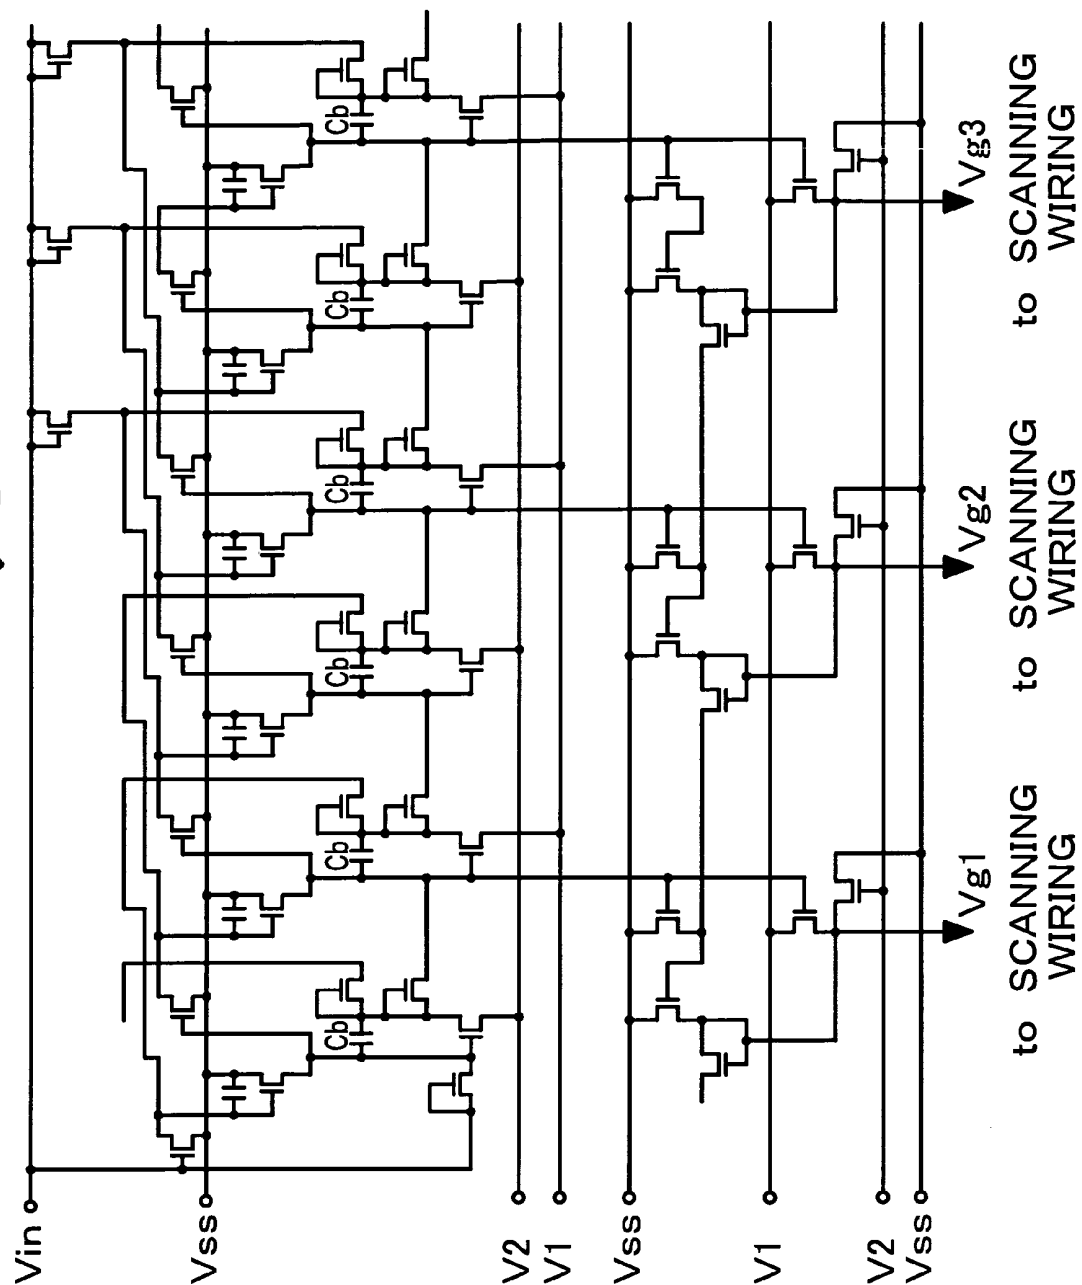 Vin
Vss
V2
V1
Vss
V1
V2
Vss
Cb
Cb
Cb
Cb
Cb
Cb
Vg1
to SCANNING
WIRING
Vg2
to SCANNING
WIRING
Vg3
to SCANNING
WIRING